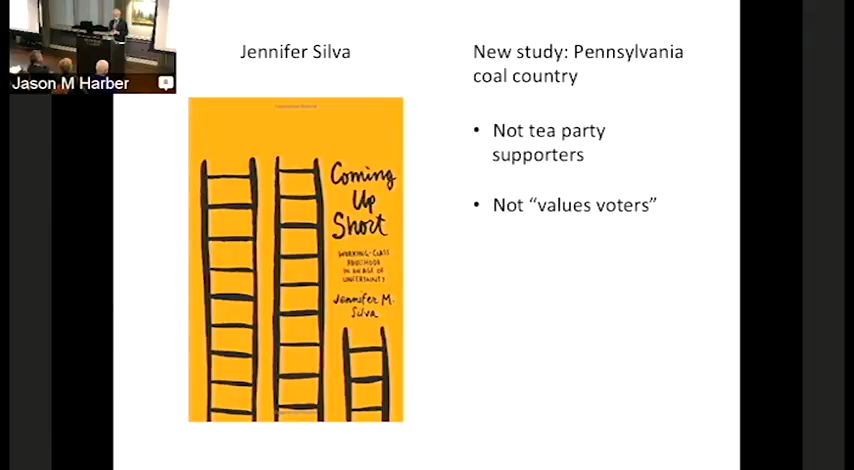 Jason M Harber
Jennifer Silva
Coming
Up
Short
WORKING-CLASS
ADULTHOOD
IN AN AGE OF
UNCERTAINTY
Jennifer M.
Silva
New study: Pennsylvania
coal country
• Not tea party
supporters
• Not “values voters”